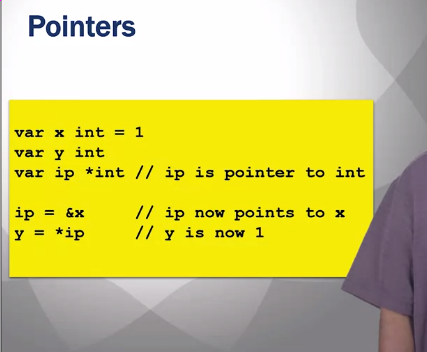 Pointers
var x int = 1
var y int
var ip *int // ip is pointer to int
ip = &x // ip now points to x
y = *ip // y is now 1